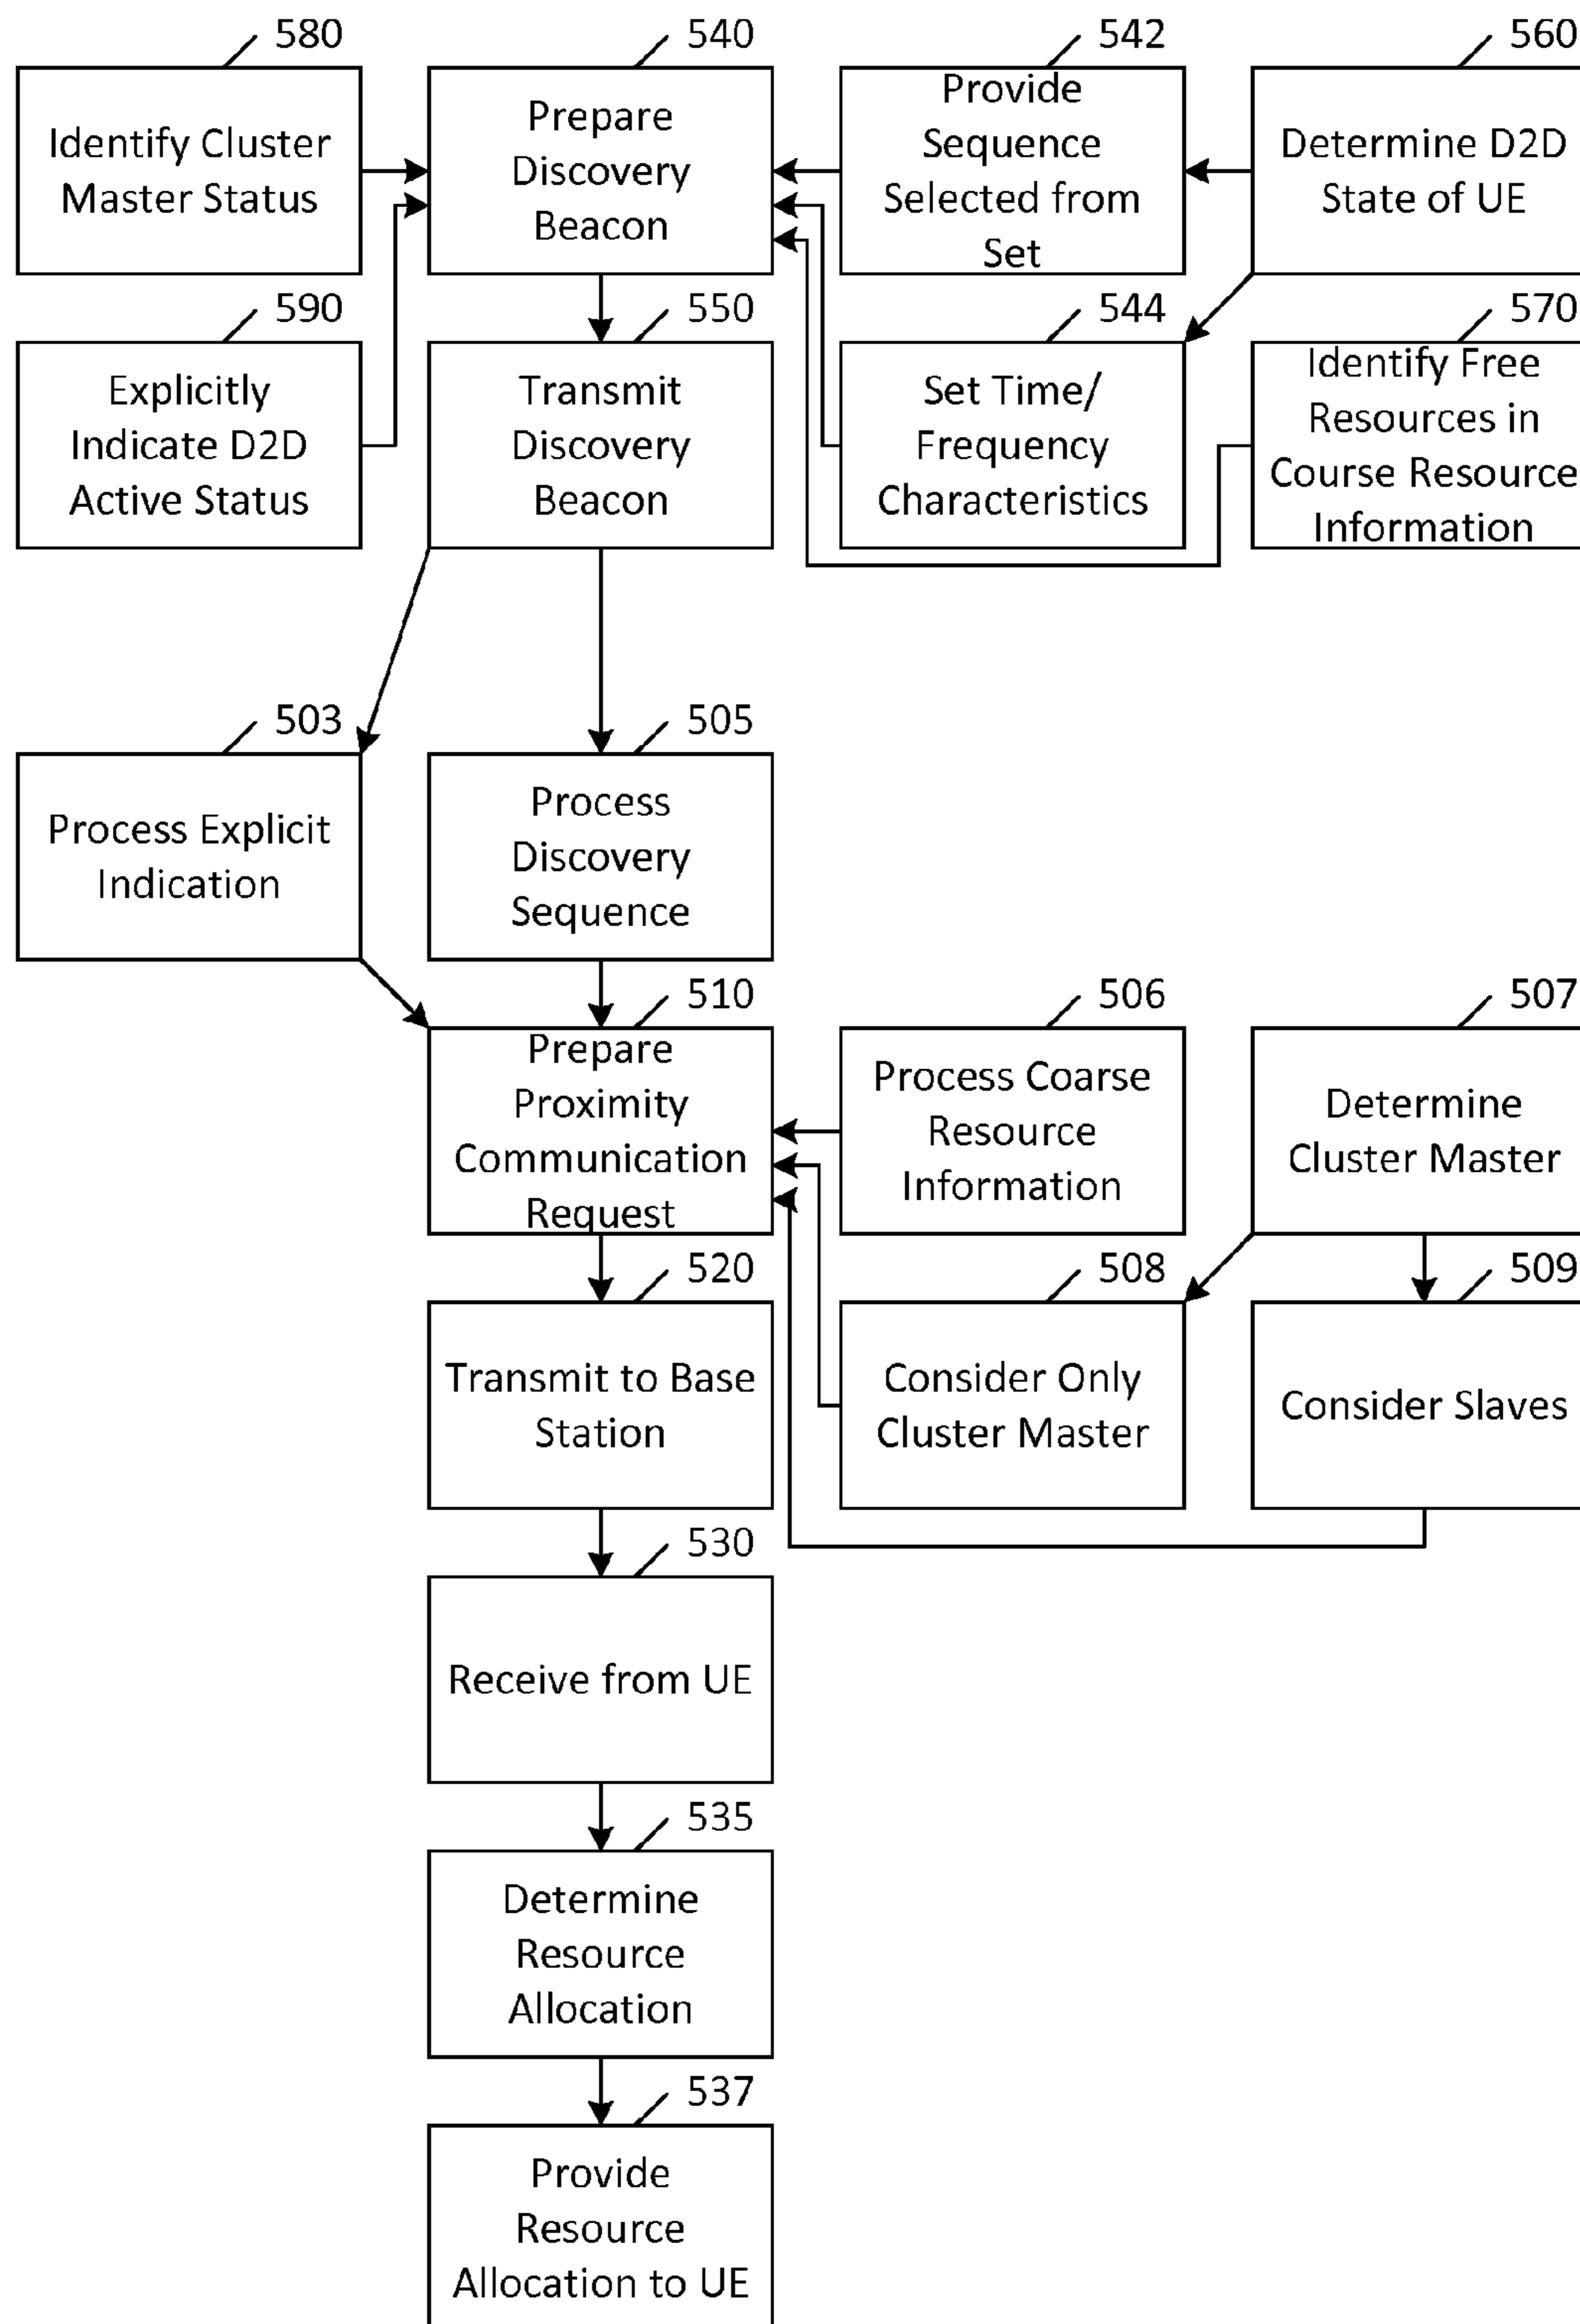 580
Identify Cluster
Master Status
540
Prepare
Discovery
Beacon
542
Provide
Sequence
Selected from
Set
560
Determine D2D
State of UE
590
Explicitly
Indicate D2D
Active Status
550
Transmit
Discovery
Beacon
544
Set Time/
Frequency
Characteristics
570
Identify Free
Resources in
Course Resource
Information
503
Process Explicit
Indication
505
Process
Discovery
Sequence
510
Prepare
Proximity
Communication
Request
506
Process Coarse
Resource
Information
507
Determine
Cluster Master
520
Transmit to Base
Station
508
Consider Only
Cluster Master
509
Consider Slaves
530
Receive from UE
535
Determine
Resource
Allocation
537
Provide
Resource
Allocation to UE